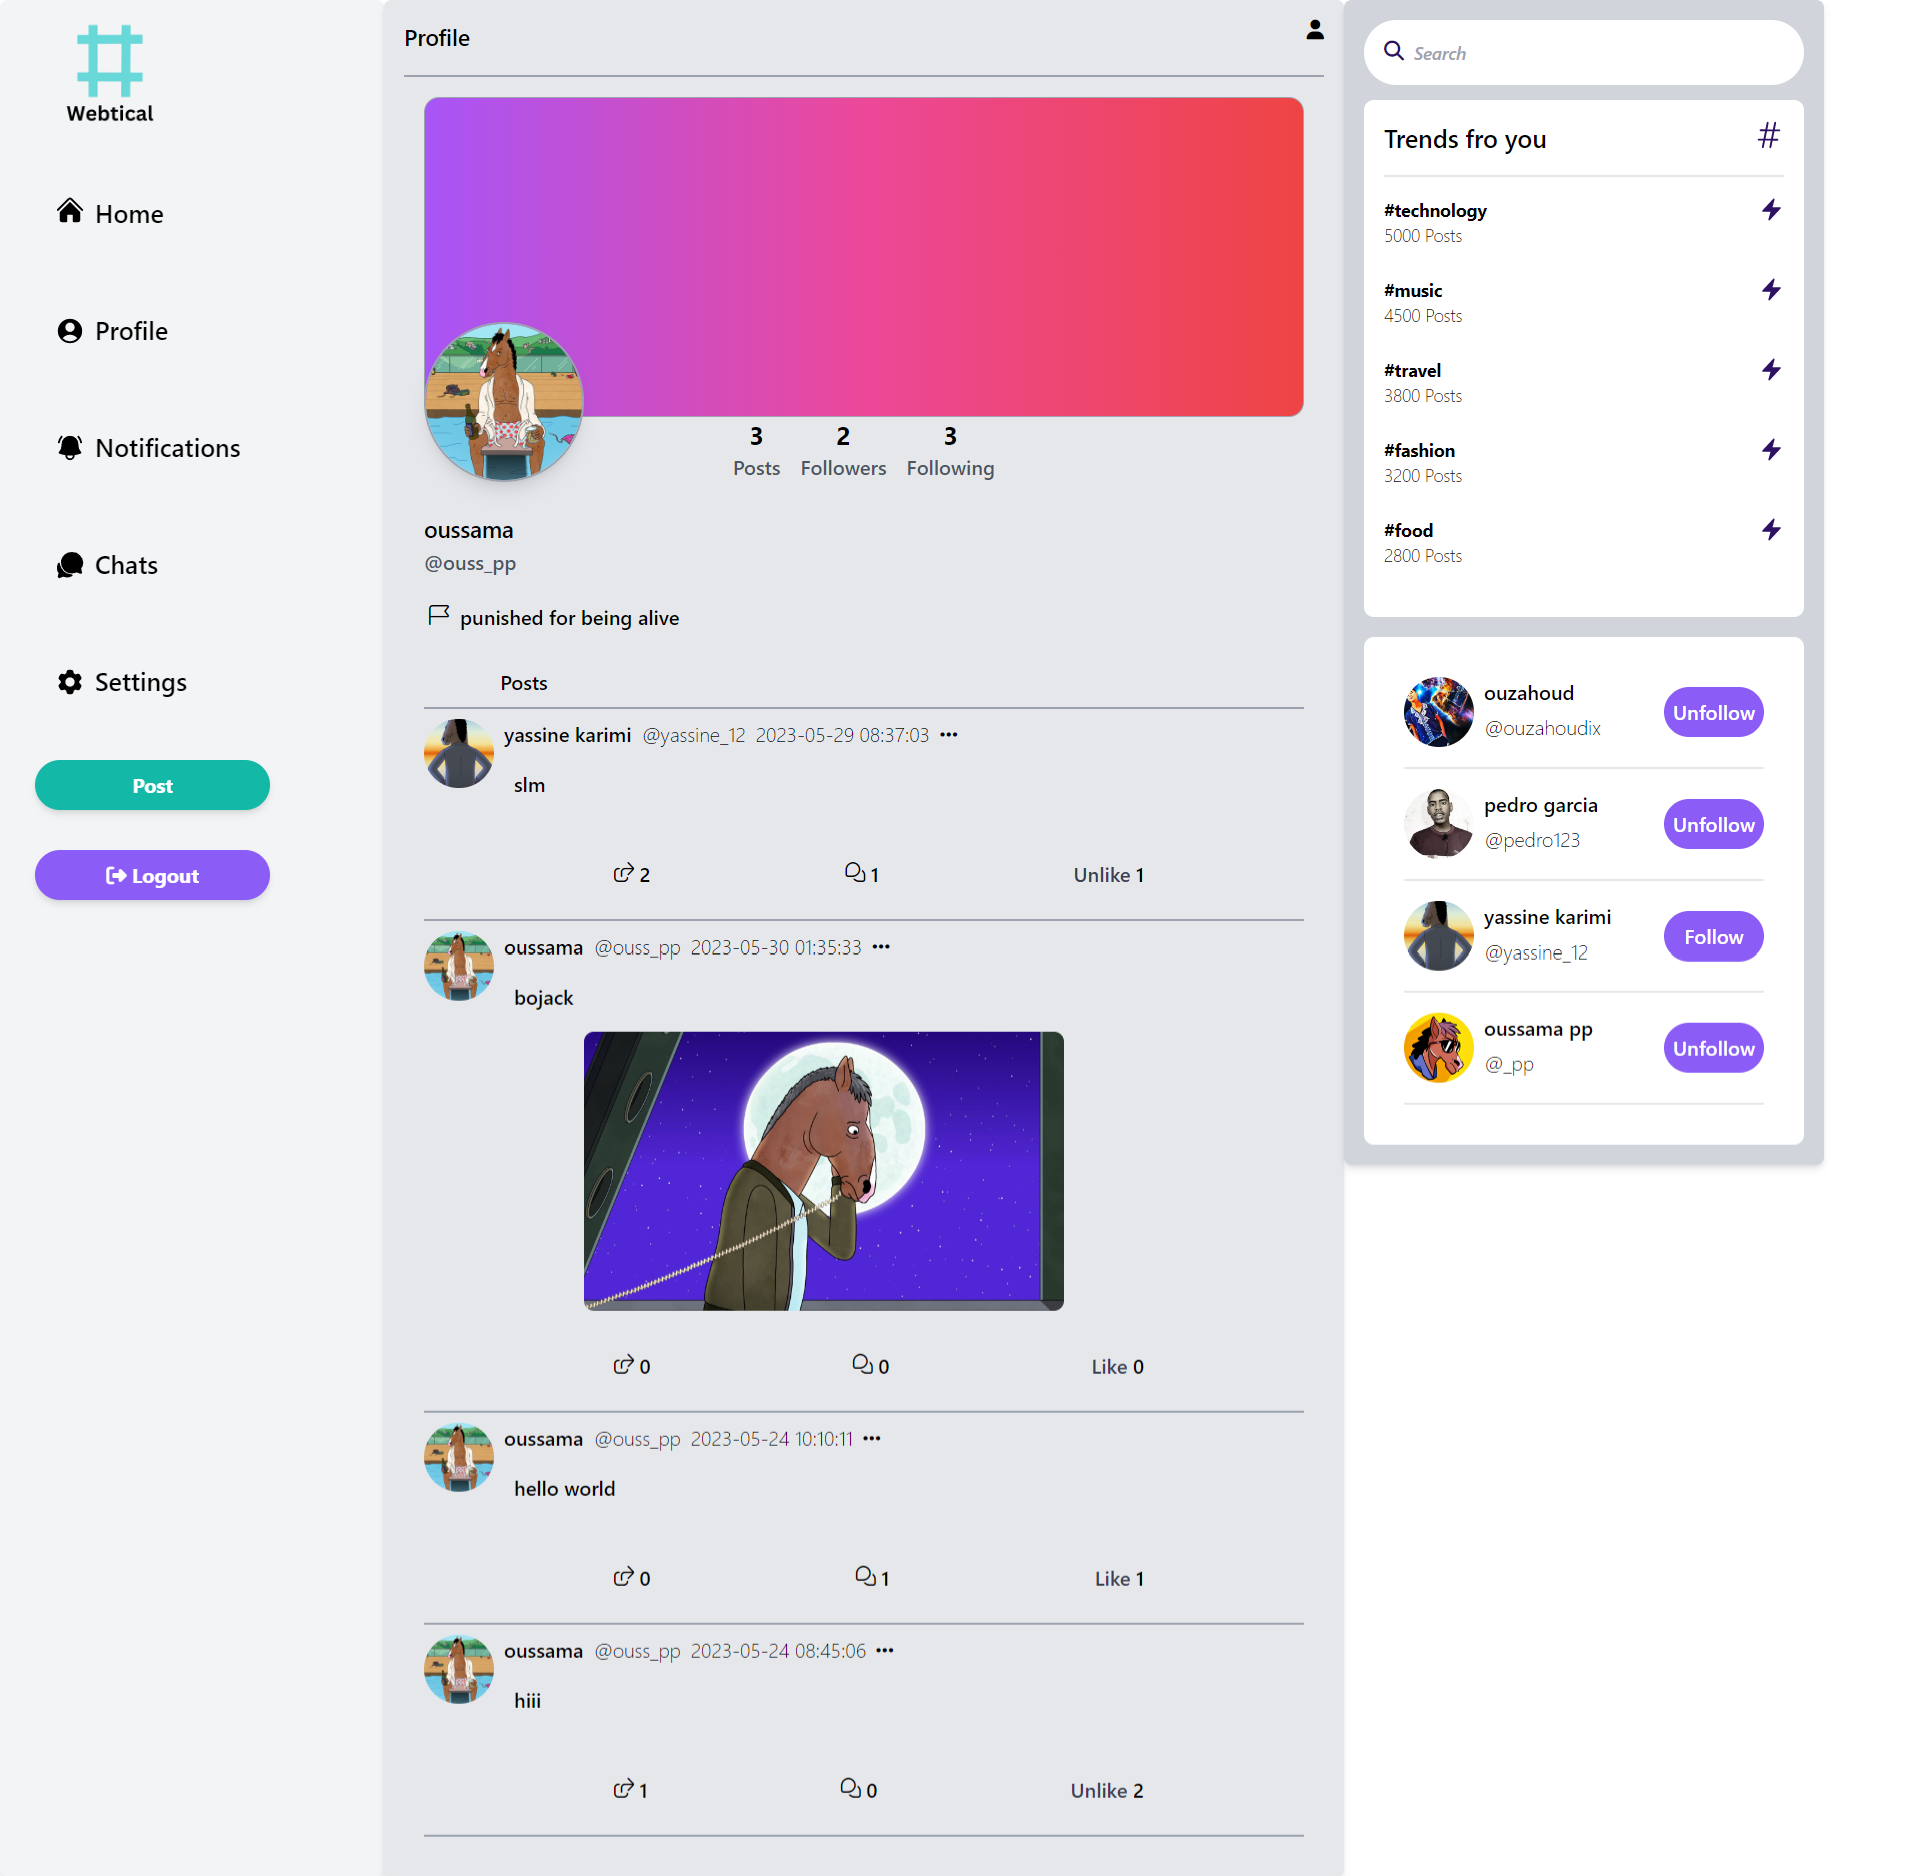 Webtical
Home
Profile
Notifications
Chats
Settings
Post
Logout
Profile
3 2 3
Posts Followers Following
oussama
@ouss_pp
punished for being alive
Posts
yassine karimi @yassine_12 2023-05-29 08:37:03
slm
2 1 Unlike 1
oussama @ouss_pp 2023-05-30 01:35:33
bojack
0 0 Like 0
oussama @ouss_pp 2023-05-24 10:10:11
hello world
0 1 Like 1
oussama @ouss_pp 2023-05-24 08:45:06
hiii
1 0 Unlike 2
Search
Trends fro you
#technology
5000 Posts
#music
4500 Posts
#travel
3800 Posts
#fashion
3200 Posts
#food
2800 Posts
ouzahoud
@ouzahoudix
Unfollow
pedro garcia
@pedro123
Unfollow
yassine karimi
@yassine_12
Follow
oussama pp
@_pp
Unfollow